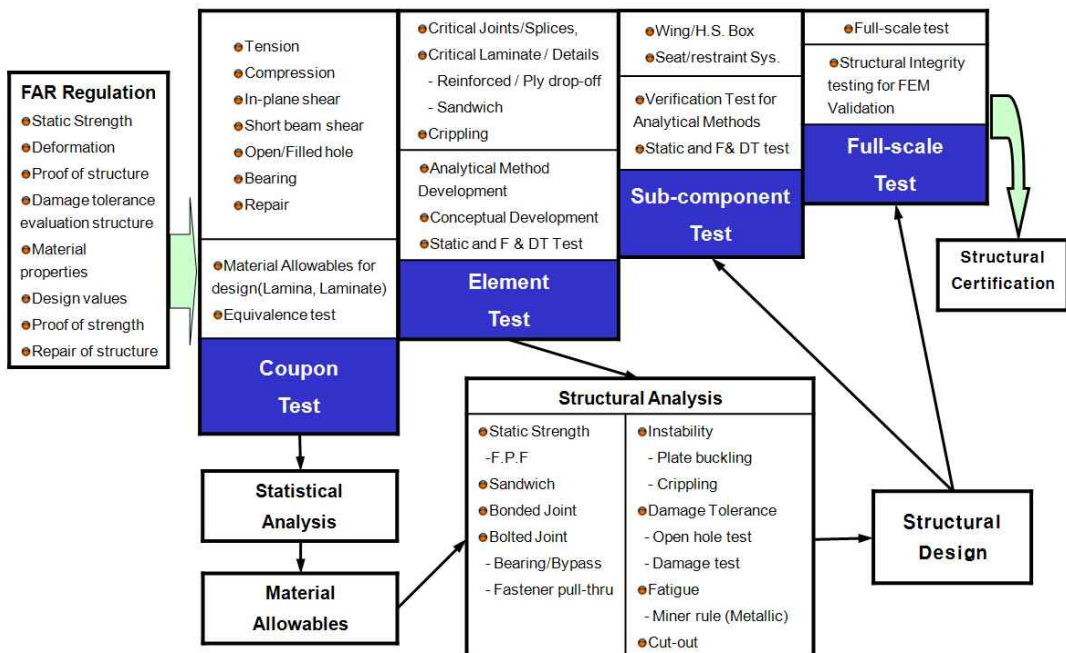 FAR Regulation
Static Strength
Deformation
Proof of structure
Damage tolerance
evaluation structure
Material
properties
Design values
Proof of strength
Repair of structure
Tension
Compression
In-plane shear
Short beam shear
Open/Filled hole
Bearing
Repair
Material Allowables for
design(Lamina, Laminate)
Equivalence test
Coupon
Test
Critical Joints/Splices,
Critical Laminate / Details
- Reinforced / Ply drop-off
- Sandwich
Crippling
Analytical Method
Development
Conceptual Development
Static and F & DT Test
Element
Test
Wing/H.S. Box
Seat/restraint Sys.
Verification Test for
Analytical Methods
Static and F& DT test
Sub-component
Test
Full-scale test
Structural Integrity
testing for FEM
Validation
Full-scale
Test
Structural
Certification
Statistical
Analysis
Material
Allowables
Structural Analysis
Static Strength
-F.P.F
Sandwich
Bonded Joint
Bolted Joint
- Bearing/Bypass
- Fastener pull-thru
Instability
- Plate buckling
- Crippling
Damage Tolerance
- Open hole test
- Damage test
Fatigue
- Miner rule (Metallic)
Cut-out
Structural
Design